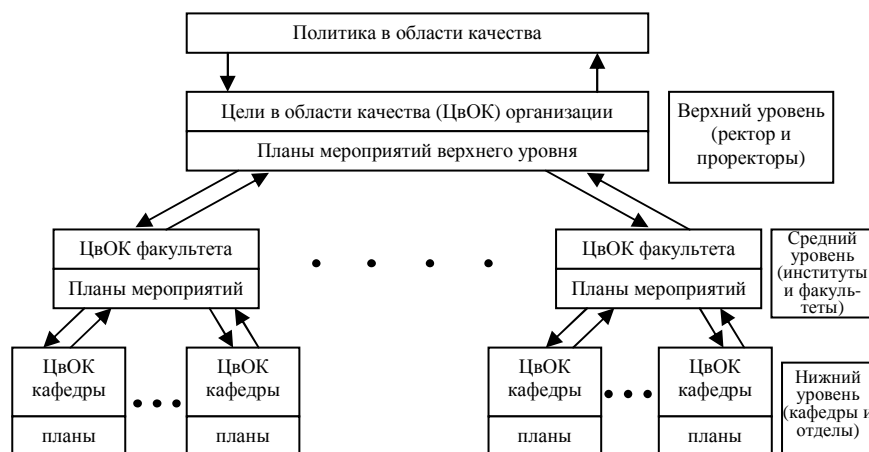 Политика в области качества
Цели в области качества (ЦвОК) организации
Планы мероприятий верхнего уровня
Верхний уровень
(ректор и
проректоры)
ЦвОК факультета
Планы мероприятий
ЦвОК факультета
Планы мероприятий
Средний
уровень
(институты
и факуль-
теты)
ЦвОК
кафедры
планы
ЦвОК
кафедры
планы
ЦвОК
кафедры
планы
ЦвОК
кафедры
планы
Нижний
уровень
(кафедры и
отделы)